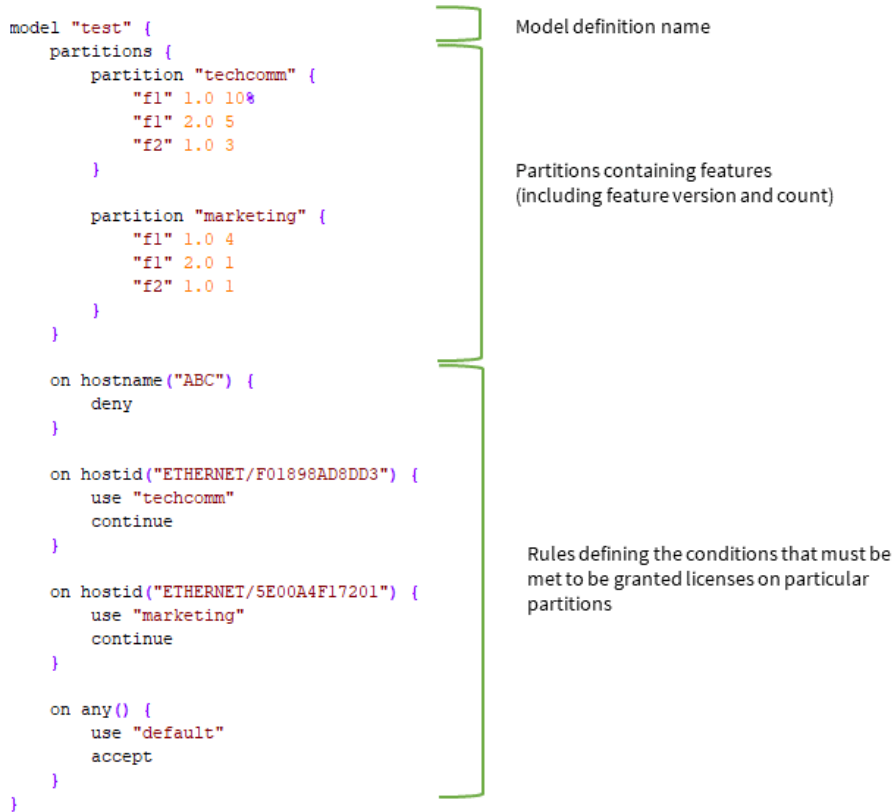 model "test" {
Model definition name
partitions {
partition "techcomm" {
"f1" 1.0 10%
"f1" 2.0 5
"f2" 1.0 3
}
Partitions containing features
(including feature version and count)
partition "marketing" {
"f1" 1.0 4
"f1" 2.0 1
"f2" 1.0 1
}
}
on hostname("ABC") {
deny
}
on hostid("ETHERNET/F01898AD8DD3") {
use "techcomm"
continue
}
Rules defining the conditions that must be
met to be granted licenses on particular
partitions
on hostid("ETHERNET/5E00A4F17201") {
use "marketing"
continue
}
on any() {
use "default"
accept
}
}